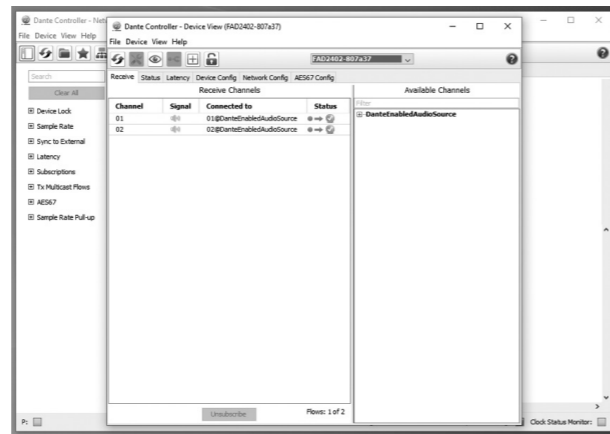 Dante Controller - Net
File Device View Help
Search
Clear All
Device Lock
Sample Rate
Sync to External
Latency
Subscriptions
Tx Multicast Flows
AES67
Sample Rate Pull-up
P:
Dante Controller - Device View (FAD2402-807a37)
File Device View Help
FAD2402-807a37
Receive Status Latency Device Config Network Config AES67 Config
Receive Channels
Available Channels
Channel Signal Connected to Status
Filter
01 01@DanteEnabledAudioSource
DanteEnabledAudioSource
02 02@DanteEnabledAudioSource
Unsubscribe
Flows: 1 of 2
Clock Status Monitor: